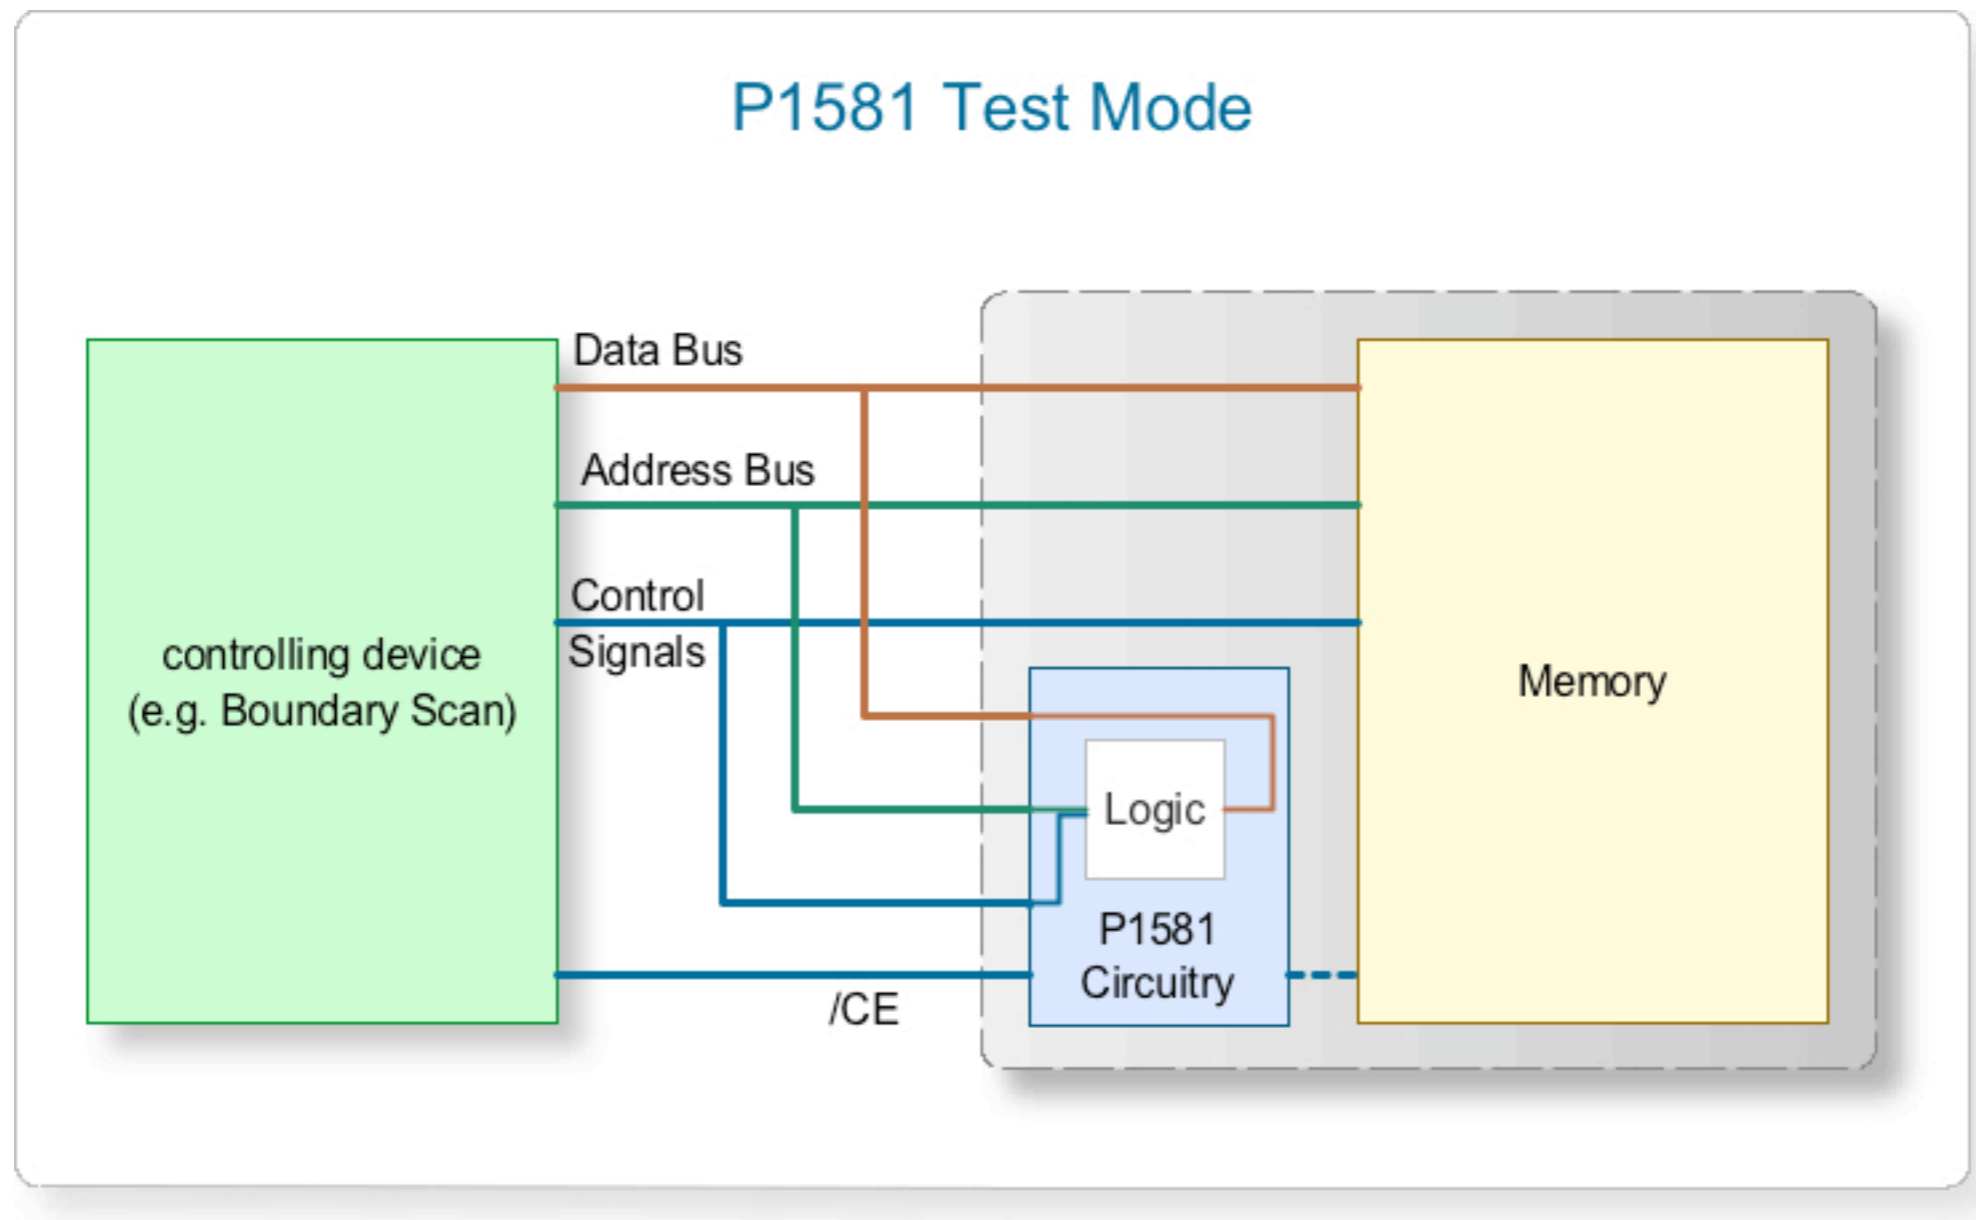 P1581 Test Mode
Data Bus
Address Bus
Control
Signals
controlling device
(e.g. Boundary Scan)
Memory
Logic
P1581
Circuitry
/CE